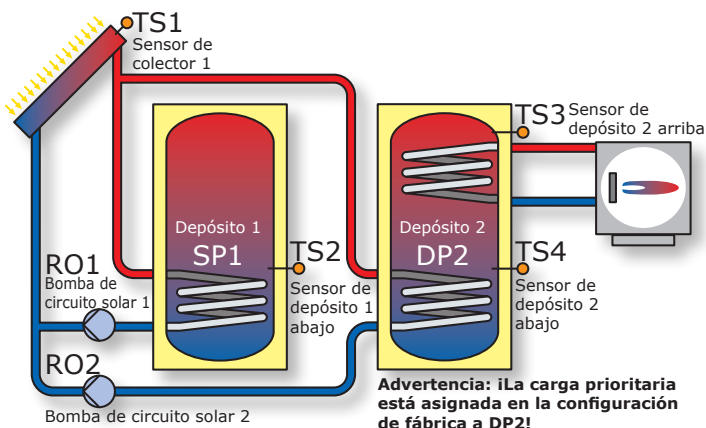 TS1
Sensor de
colector 1
TS3
Sensor de
depósito 2 arriba
Depósito 1
SP1
Depósito 2
DP2
TS2
Sensor de
depósito 1
abajo
TS4
Sensor de
depósito 2
abajo
RO1
Bomba de
circuito solar 1
RO2
Bomba de circuito solar 2
Advertencia: ¡La carga prioritaria
está asignada en la configuración
de fábrica a DP2!